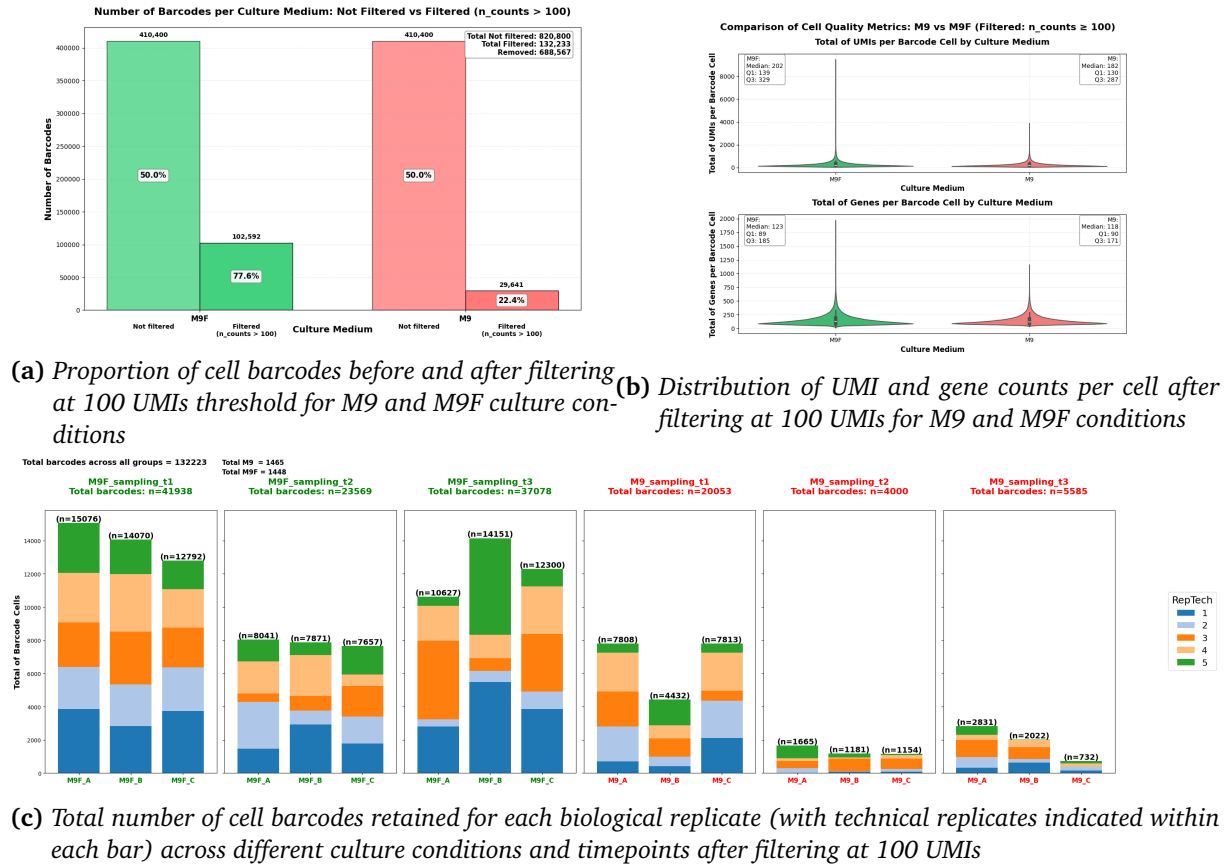 Number of Barcodes per Culture Medium: Not Filtered vs Filtered (n_counts > 100)
Total Not filtered: 820,800
Total Filtered: 132,233
Removed: 688,567
410,400
410,400
400000
350000
300000
250000
200000
150000
100000
50000
0
Number of Barcodes
50.0%
50.0%
102,592
77.6%
29,641
22.4%
M9F
M9
Not filtered
Filtered
(n_counts > 100)
Culture Medium
Not filtered
Filtered
(n_counts > 100)
(a) Proportion of cell barcodes before and after filtering
at 100 UMIs threshold for M9 and M9F culture con-
ditions
Comparison of Cell Quality Metrics: M9 vs M9F (Filtered: n_counts ≥ 100)
Total of UMIs per Barcode Cell by Culture Medium
M9F:
Median: 202
Q1: 139
Q3: 329
M9:
Median: 182
Q1: 130
Q3: 287
Total of UMIs per Barcode Cell
8000
6000
4000
2000
0
M9F
M9
Culture Medium
Total of Genes per Barcode Cell by Culture Medium
M9F:
Median: 123
Q1: 89
Q3: 185
M9:
Median: 118
Q1: 90
Q3: 171
Total of Genes per Barcode Cell
2000
1750
1500
1250
1000
750
500
250
0
M9F
M9
Culture Medium
(b) Distribution of UMI and gene counts per cell after
filtering at 100 UMIs for M9 and M9F conditions
Total barcodes across all groups = 132223
Total M9 = 1465
Total M9F = 1448
M9F_sampling_t1
Total barcodes: n=41938
M9F_sampling_t2
Total barcodes: n=23569
M9F_sampling_t3
Total barcodes: n=37078
M9_sampling_t1
Total barcodes: n=20053
M9_sampling_t2
Total barcodes: n=4000
M9_sampling_t3
Total barcodes: n=5585
Total of Barcode Cells
14000
12000
10000
8000
6000
4000
2000
0
(n=15076)
(n=14070)
(n=12792)
(n=8041)
(n=7871)
(n=7657)
(n=10627)
(n=14151)
(n=12300)
(n=7808)
(n=4432)
(n=7813)
(n=1665)
(n=1181)
(n=1154)
(n=2831)
(n=2022)
(n=732)
M9F_A
M9F_B
M9F_C
M9F_A
M9F_B
M9F_C
M9F_A
M9F_B
M9F_C
M9_A
M9_B
M9_C
M9_A
M9_B
M9_C
M9_A
M9_B
M9_C
RepTech
1
2
3
4
5
(c) Total number of cell barcodes retained for each biological replicate (with technical replicates indicated within
each bar) across different culture conditions and timepoints after filtering at 100 UMIs